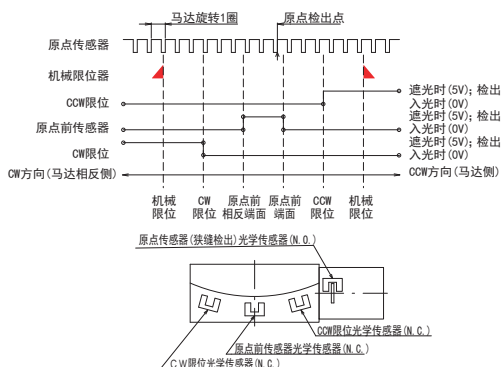 马达旋转1圈
原点检出点
原点传感器
机械限位器
CCW限位
遮光时(5V); 检出
入光时(0V)
原点前传感器
遮光时(5V); 检出
入光时(0V)
CW限位
遮光时(5V); 检出
入光时(0V)
CW方向(马达相反侧)
CCW方向(马达侧)
机械
限位
CW
限位
原点前
相反端面
原点前
端面
CCW
限位
机械
限位
原点传感器(狭缝检出)光学传感器(N.O.)
CCW限位光学传感器(N.C.)
原点前传感器光学传感器(N.C.)
CW限位光学传感器(N.C.)